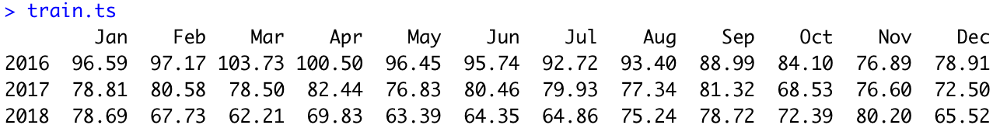 > train.ts
Jan Feb Mar Apr May Jun Jul Aug Sep Oct Nov Dec
2016 96.59 97.17 103.73 100.50 96.45 95.74 92.72 93.40 88.99 84.10 76.89 78.91
2017 78.81 80.58 78.50 82.44 76.83 80.46 79.93 77.34 81.32 68.53 76.60 72.50
2018 78.69 67.73 62.21 69.83 63.39 64.35 64.86 75.24 78.72 72.39 80.20 65.52